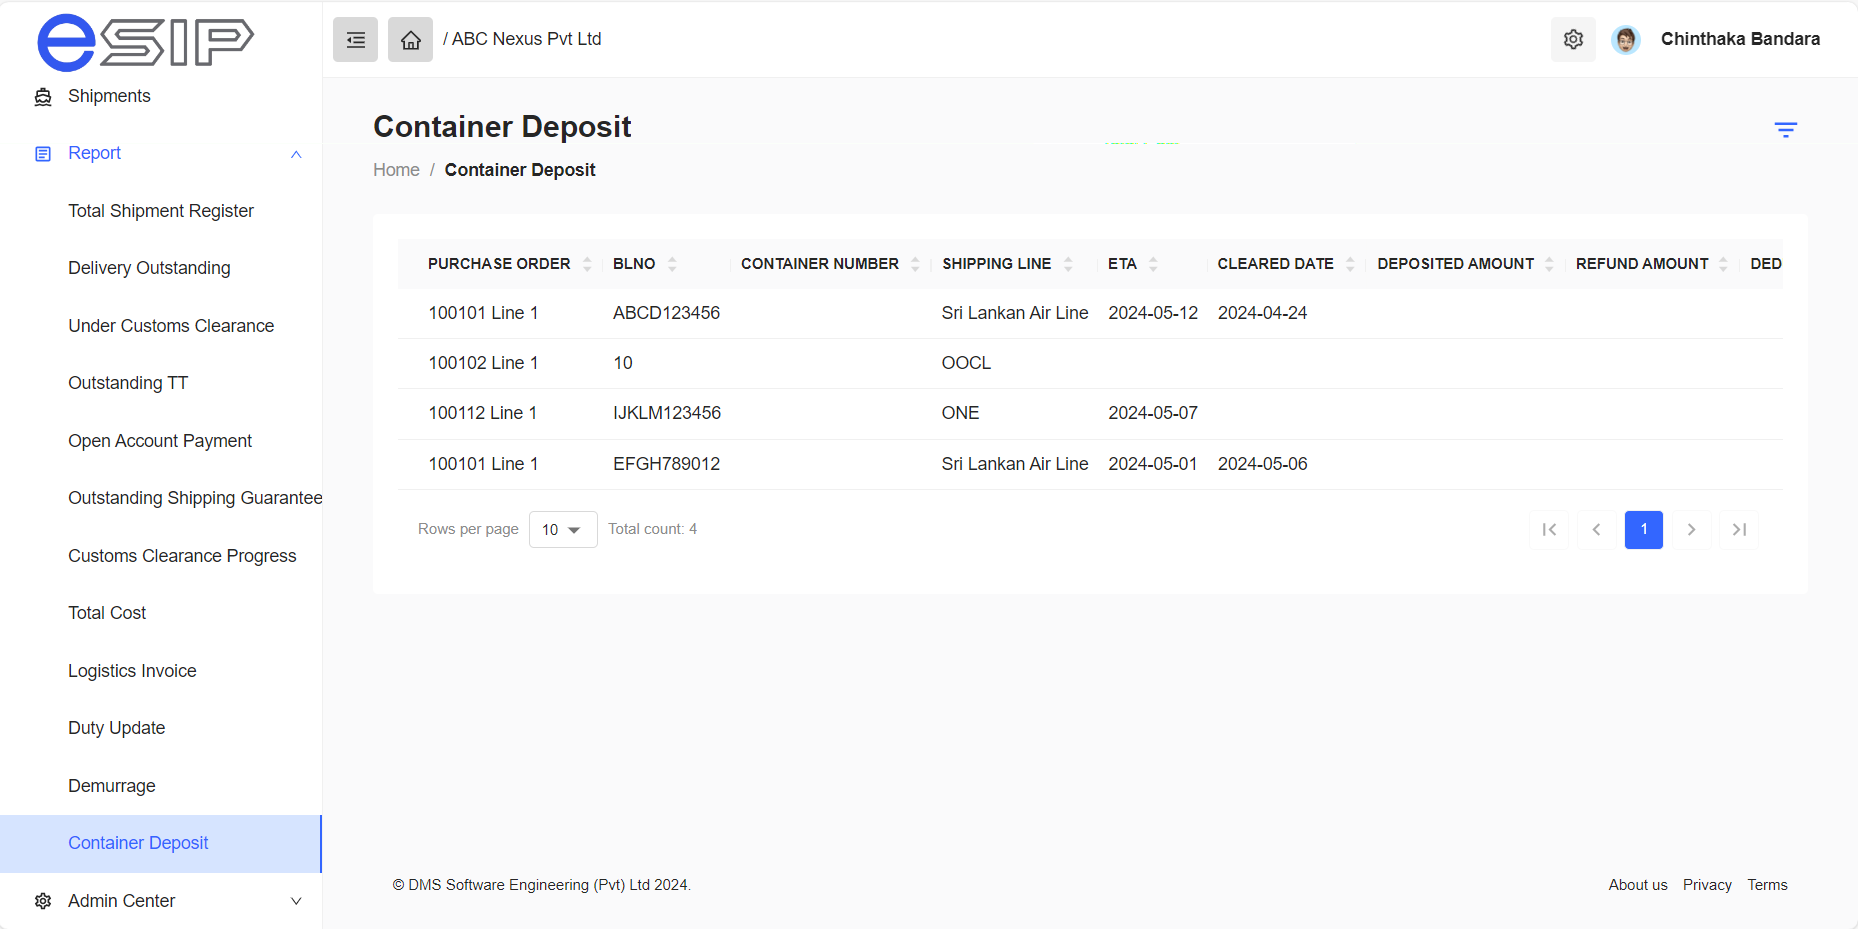 eSIP
/ ABC Nexus Pvt Ltd
Chinthaka Bandara
Shipments
Report
Total Shipment Register
Delivery Outstanding
Under Customs Clearance
Outstanding TT
Open Account Payment
Outstanding Shipping Guarantee
Customs Clearance Progress
Total Cost
Logistics Invoice
Duty Update
Demurrage
Container Deposit
Admin Center
Container Deposit
Home / Container Deposit
PURCHASE ORDER BLNO CONTAINER NUMBER SHIPPING LINE ETA CLEARED DATE DEPOSITED AMOUNT REFUND AMOUNT DED
100101 Line 1 ABCD123456 Sri Lankan Air Line 2024-05-12 2024-04-24
100102 Line 1 10 OOCL
100112 Line 1 IJKLM123456 ONE 2024-05-07
100101 Line 1 EFGH789012 Sri Lankan Air Line 2024-05-01 2024-05-06
Rows per page 10 Total count: 4
1
© DMS Software Engineering (Pvt) Ltd 2024.
About us Privacy Terms